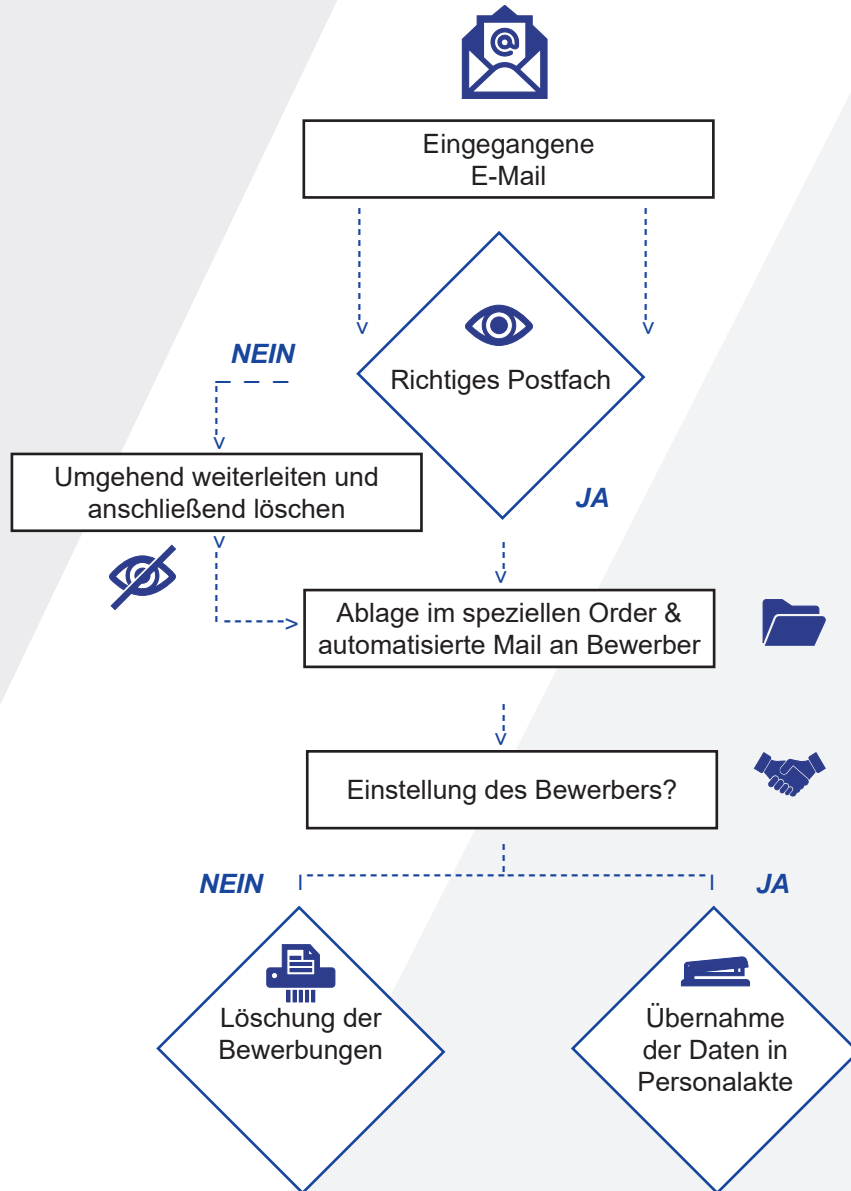 @
Eingegangene
E-Mail
NEIN
Richtiges Postfach
Umgehend weiterleiten und
anschließend löschen
JA
Ablage im speziellen Order &
automatisierte Mail an Bewerber
Einstellung des Bewerbers?
NEIN
JA
Löschung der
Bewerbungen
Übernahme
der Daten in
Personalakte